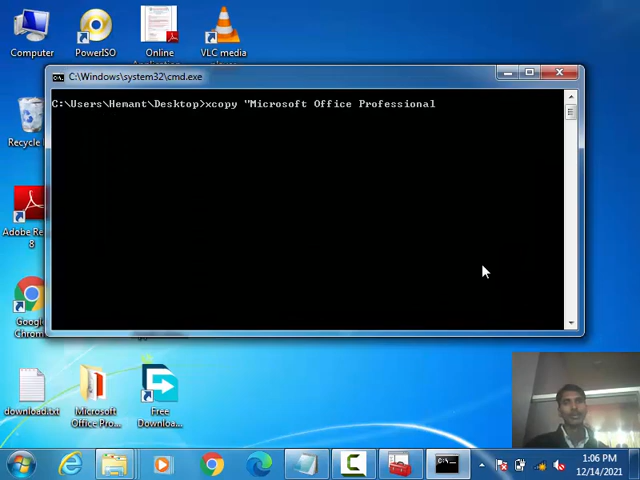 Computer
PowerISO
Online
VLC media
C:\Windows\system32\cmd.exe
C:\Users\Hemant\Desktop>xcopy "Microsoft Office Professional
Recycle
Adobe Re
8
Google
Chrom
download.txt
Microsoft
Office Pro...
Free
Downloa...
C:\
1:06 PM
12/14/2021